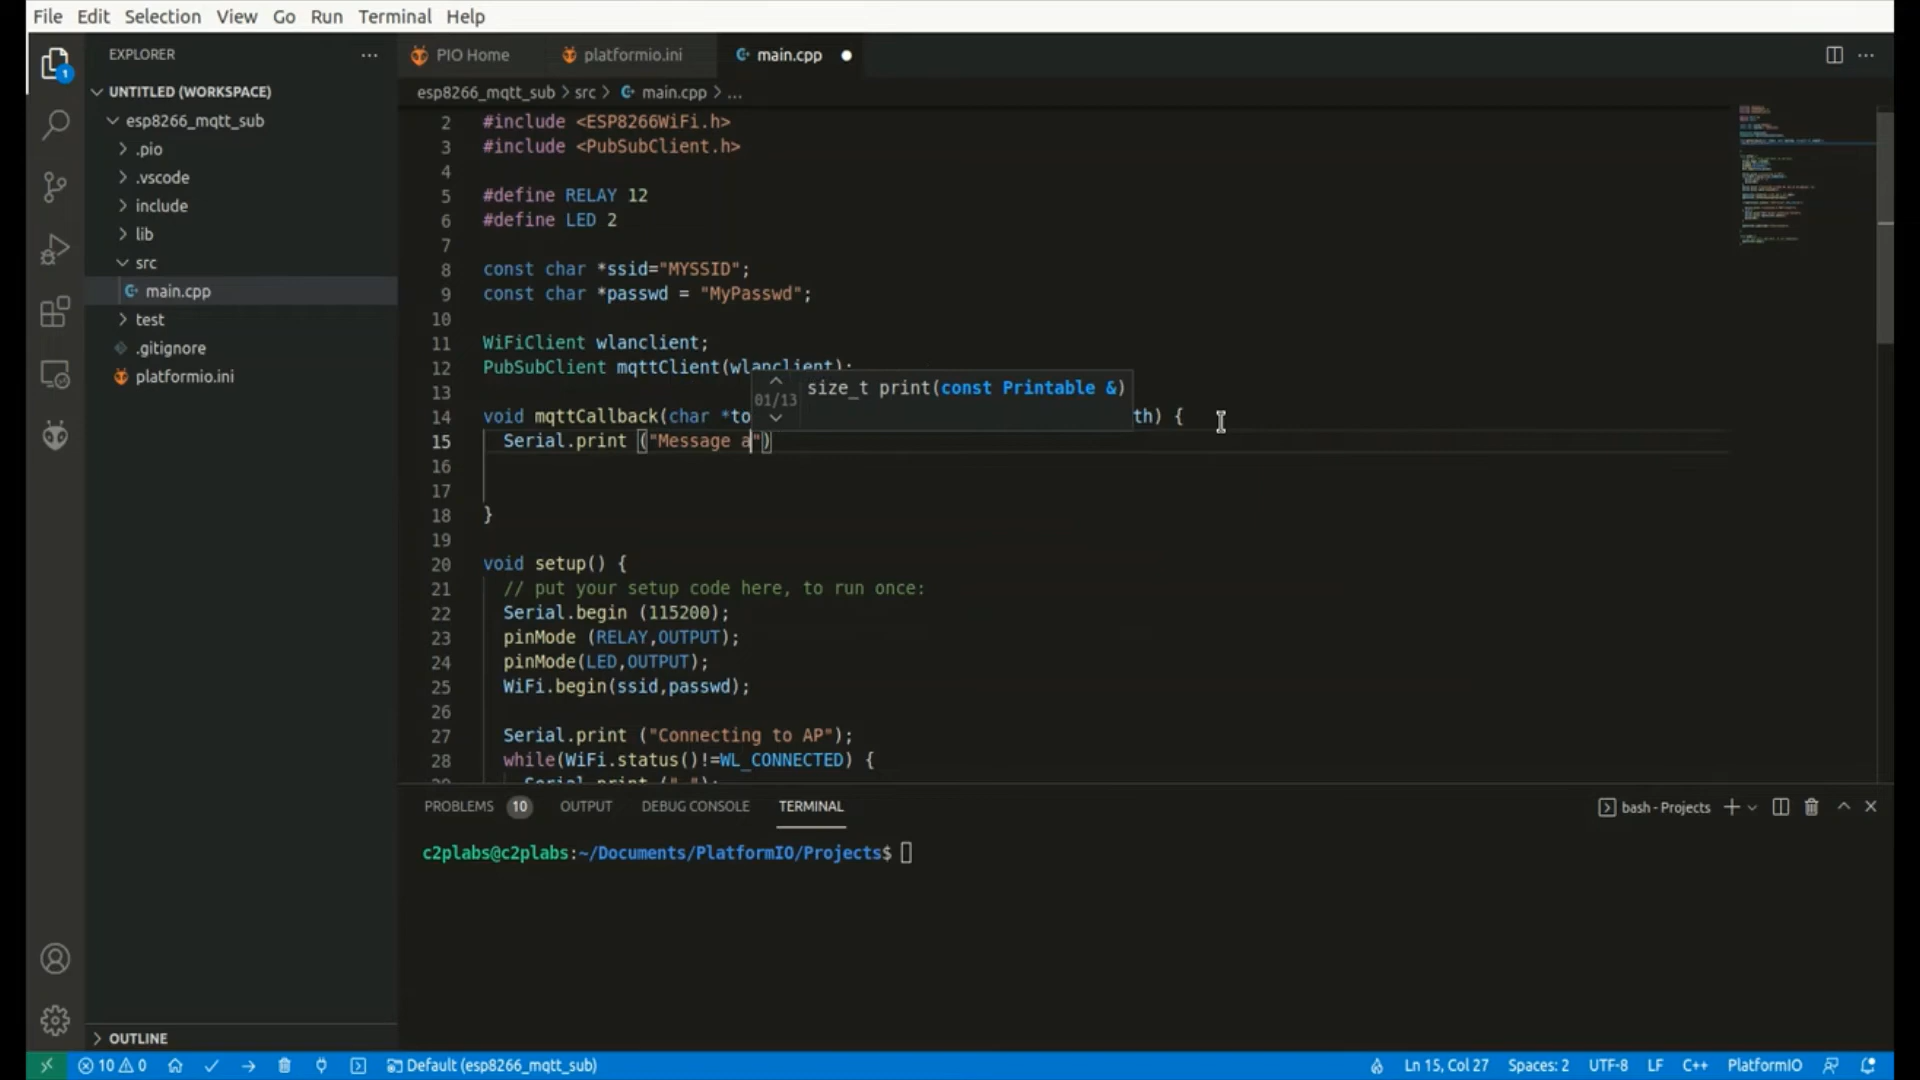 File Edit Selection View Go Run Terminal Help
EXPLORER
PIO Home platformio.ini main.cpp
1
UNTITLED (WORKSPACE)
esp8266_mqtt_sub > src > main.cpp > ...
esp8266_mqtt_sub
.pio
.vscode
include
lib
src
main.cpp
test
.gitignore
platformio.ini
2 #include <ESP8266WiFi.h>
3 #include <PubSubClient.h>
4
5 #define RELAY 12
6 #define LED 2
7
8 const char *ssid="MYSSID";
9 const char *passwd = "MyPasswd";
10
11 WiFiClient wlanclient;
12 PubSubClient mqttClient(wlanclient);
13
01/13 size_t print(const Printable &)
14 void mqttCallback(char *to th) {
15 Serial.print ("Message a")
16
17
18 }
19
20 void setup() {
21 // put your setup code here, to run once:
22 Serial.begin (115200);
23 pinMode (RELAY,OUTPUT);
24 pinMode(LED,OUTPUT);
25 WiFi.begin(ssid,passwd);
26
27 Serial.print ("Connecting to AP");
28 while(WiFi.status()!=WL_CONNECTED) {
PROBLEMS 10 OUTPUT DEBUG CONSOLE TERMINAL bash - Projects
c2plabs@c2plabs:~/Documents/PlatformIO/Projects$
OUTLINE
10 0 Default (esp8266_mqtt_sub) Ln 15, Col 27 Spaces: 2 UTF-8 LF C++ PlatformIO